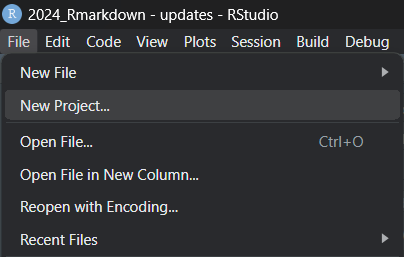 R 2024_Rmarkdown - updates - RStudio
File Edit Code View Plots Session Build Debug
New File
New Project...
Open File... Ctrl+O
Open File in New Column...
Reopen with Encoding...
Recent Files